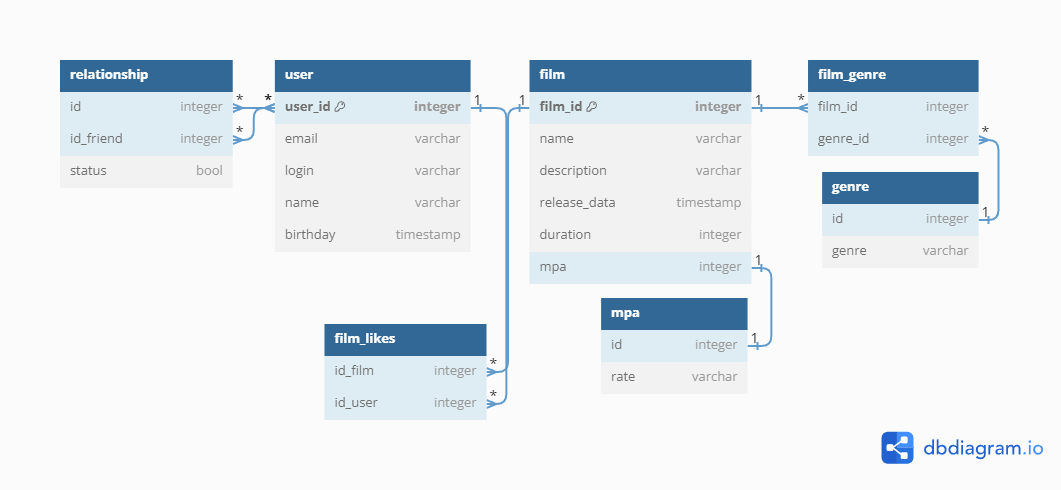 relationship
id integer
id_friend integer
status bool
* * *
user
user_id integer
email varchar
login varchar
name varchar
birthday timestamp
1 1
film
film_id integer
name varchar
description varchar
release_data timestamp
duration integer
mpa integer
1 *
1
film_genre
film_id integer
genre_id integer
*
genre
id integer
genre varchar
1
mpa
id integer
rate varchar
1
film_likes
id_film integer
id_user integer
*
*
dbdiagram.io